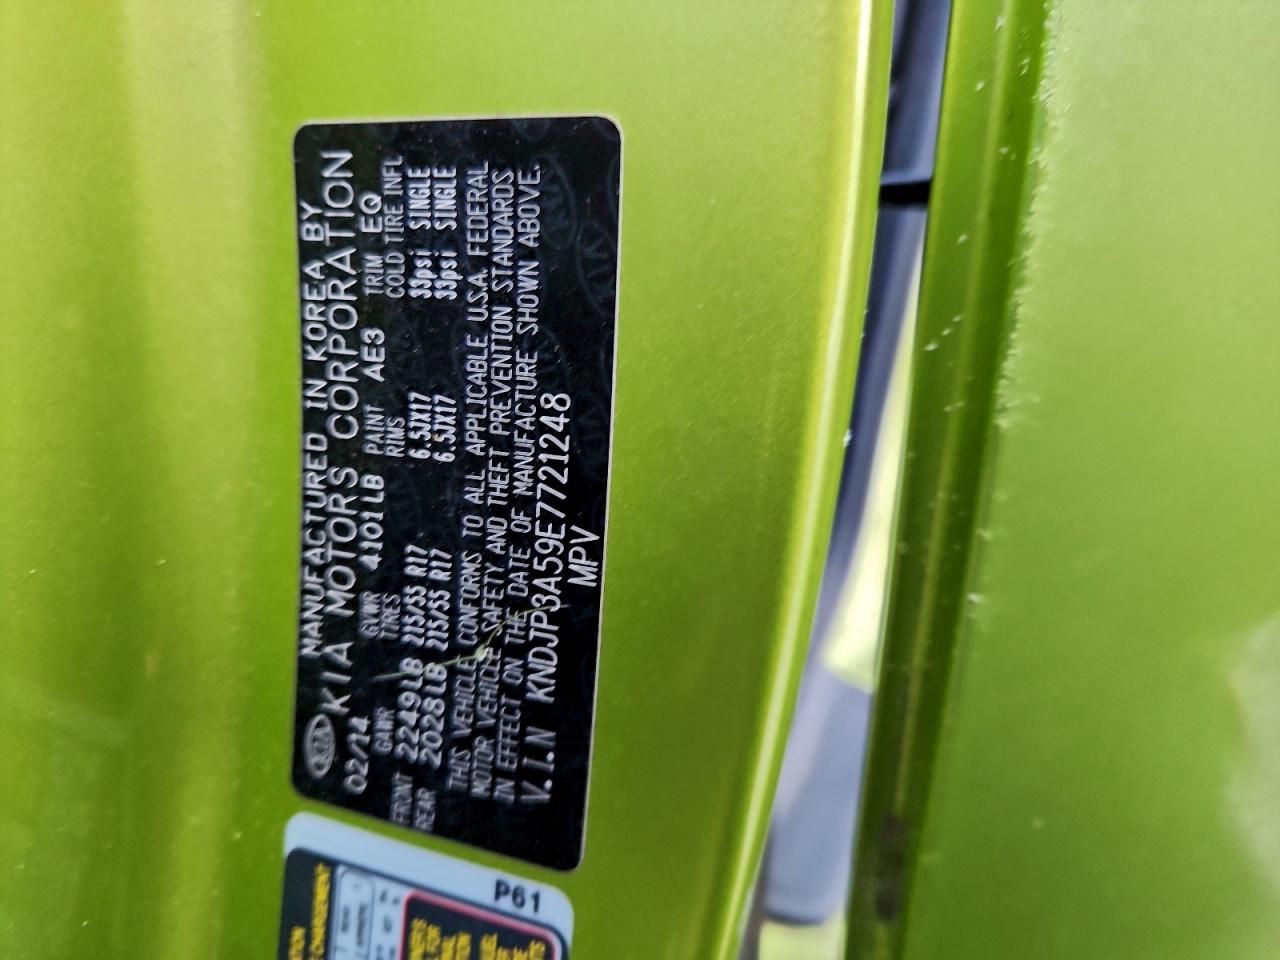 MANUFACTURED IN KOREA BY
KIA KIA MOTORS CORPORATION
02/14 GVWR 4101LB PAINT AE3 TRIM EQ
GAWR TIRES RIMS COLD TIRE INFL
FRONT 2249LB 215/55 R17 6.5JX17 33psi SINGLE
REAR 2028LB 215/55 R17 6.5JX17 33psi SINGLE
THIS VEHICLE CONFORMS TO ALL APPLICABLE U.S.A. FEDERAL
MOTOR VEHICLE SAFETY AND THEFT PREVENTION STANDARDS
IN EFFECT ON THE DATE OF MANUFACTURE SHOWN ABOVE.
V.I.N KNDJP3A59E7721248
MPV
P61